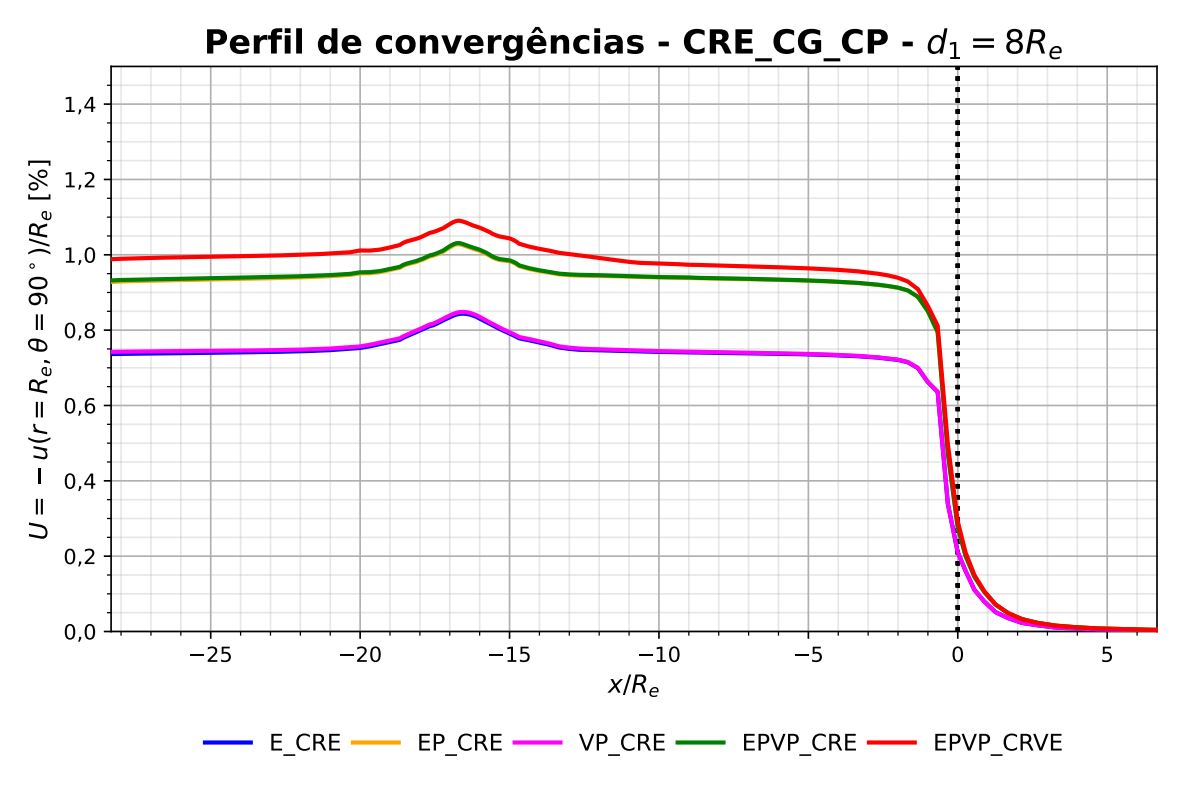 Perfil de convergências - CRE_CG_CP - d₁ = 8Rₑ
U = − u(r = Rₑ, θ = 90°)/Rₑ [%]
1,4
1,2
1,0
0,8
0,6
0,4
0,2
0,0
−25 −20 −15 −10 −5 0 5
x/Rₑ
E_CRE EP_CRE VP_CRE EPVP_CRE EPVP_CRVE